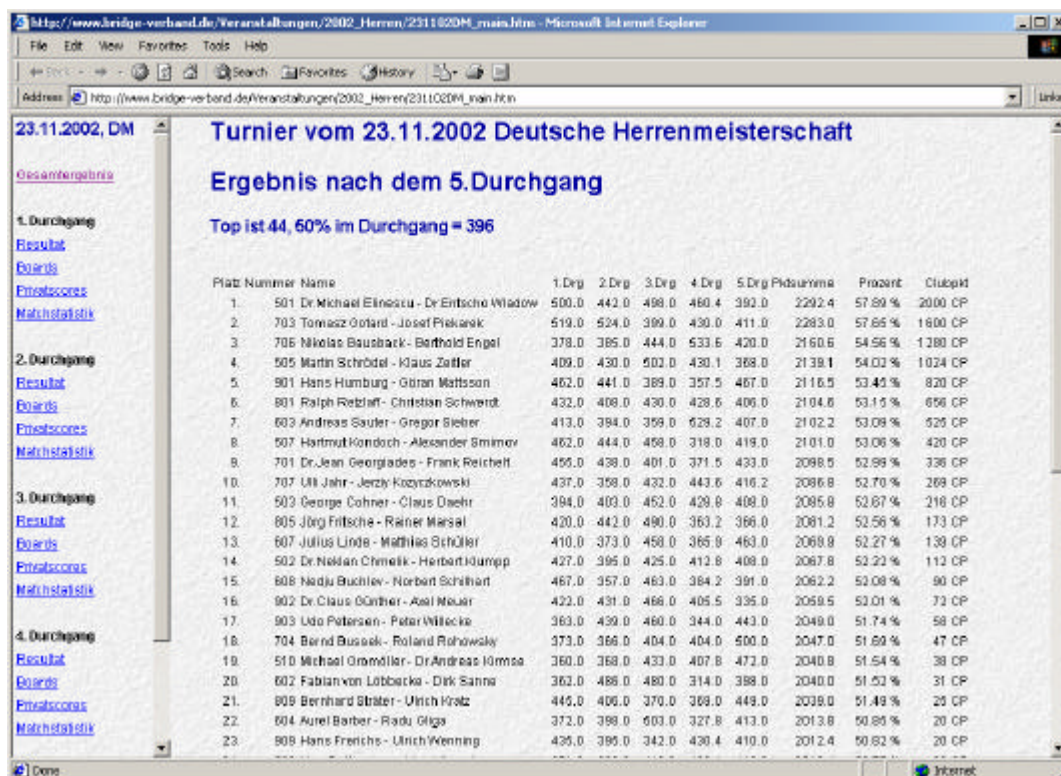 http://www.bridge-verband.de/Veranstaltungen/2002_Herren/231102DM_main.htm - Microsoft Internet Explorer
File Edit View Favorites Tools Help
Back Search Favorites History
Address http://www.bridge-verband.de/Veranstaltungen/2002_Herren/231102DM_main.htm Links
23.11.2002, DM
Gesamtergebnis
1. Durchgang
Resultat
Boards
Privatscores
Matchstatistik
2. Durchgang
Resultat
Boards
Privatscores
Matchstatistik
3. Durchgang
Resultat
Boards
Privatscores
Matchstatistik
4. Durchgang
Resultat
Boards
Privatscores
Matchstatistik
Turnier vom 23.11.2002 Deutsche Herrenmeisterschaft
Ergebnis nach dem 5.Durchgang
Top ist 44, 60% im Durchgang = 396
Platz Nummer Name 1.Drg 2.Drg 3.Drg 4.Drg 5.Drg Pktsumme Prozent Clubpkt
1. 501 Dr.Michael Elinescu - Dr.Entscho Wladow 500.0 442.0 498.0 460.4 392.0 2292.4 57.89 % 2000 CP
2. 703 Tomasz Gotard - Josef Piekarek 519.0 524.0 399.0 430.0 411.0 2283.0 57.65 % 1600 CP
3. 706 Nikolas Bausback - Berthold Engel 378.0 385.0 444.0 533.6 420.0 2160.6 54.56 % 1280 CP
4. 505 Martin Schrödel - Klaus Zeitler 409.0 430.0 502.0 430.1 368.0 2139.1 54.02 % 1024 CP
5. 901 Hans Humburg - Göran Mattsson 462.0 441.0 389.0 357.5 467.0 2116.5 53.45 % 820 CP
6. 801 Ralph Retzlaff - Christian Schwerdt 432.0 408.0 430.0 428.6 406.0 2104.6 53.15 % 656 CP
7. 603 Andreas Sauter - Gregor Sieber 413.0 394.0 359.0 529.2 407.0 2102.2 53.09 % 525 CP
8. 507 Hartmut Kondoch - Alexander Smirnov 462.0 444.0 458.0 318.0 419.0 2101.0 53.06 % 420 CP
9. 701 Dr.Jean Georgiades - Frank Reichelt 455.0 438.0 401.0 371.5 433.0 2098.5 52.99 % 336 CP
10. 707 Ulli Jahr - Jerziy Kozyczkowski 437.0 358.0 432.0 443.6 416.2 2086.8 52.70 % 269 CP
11. 503 George Cohner - Claus Daehr 394.0 403.0 452.0 428.8 408.0 2085.8 52.67 % 216 CP
12. 805 Jörg Fritsche - Rainer Marsal 420.0 442.0 490.0 363.2 366.0 2081.2 52.56 % 173 CP
13. 607 Julius Linde - Matthias Schüller 410.0 373.0 458.0 365.9 463.0 2069.9 52.27 % 139 CP
14. 502 Dr.Neklan Chmelik - Herbert Klumpp 427.0 395.0 425.0 412.8 408.0 2067.8 52.22 % 112 CP
15. 608 Nedju Buchlev - Norbert Schilhart 467.0 357.0 463.0 384.2 391.0 2062.2 52.08 % 90 CP
16. 902 Dr.Claus Günther - Axel Meuer 422.0 431.0 466.0 405.5 335.0 2059.5 52.01 % 72 CP
17. 903 Udo Petersen - Peter Willecke 363.0 439.0 460.0 344.0 443.0 2049.0 51.74 % 58 CP
18. 704 Bernd Bussek - Roland Rohowsky 373.0 366.0 404.0 404.0 500.0 2047.0 51.69 % 47 CP
19. 510 Michael Gromöller - Dr.Andreas Kirmse 360.0 368.0 433.0 407.8 472.0 2040.8 51.54 % 38 CP
20. 602 Fabian von Löbbecke - Dirk Sanne 362.0 486.0 480.0 314.0 398.0 2040.0 51.52 % 31 CP
21. 809 Bernhard Sträter - Ulrich Kratz 445.0 406.0 370.0 369.0 449.0 2039.0 51.49 % 25 CP
22. 604 Aurel Barber - Radu Gliga 372.0 398.0 503.0 327.8 413.0 2013.8 50.85 % 20 CP
23. 909 Hans Frerichs - Ulrich Wenning 435.0 395.0 342.0 430.4 410.0 2012.4 50.82 % 20 CP
Done Internet